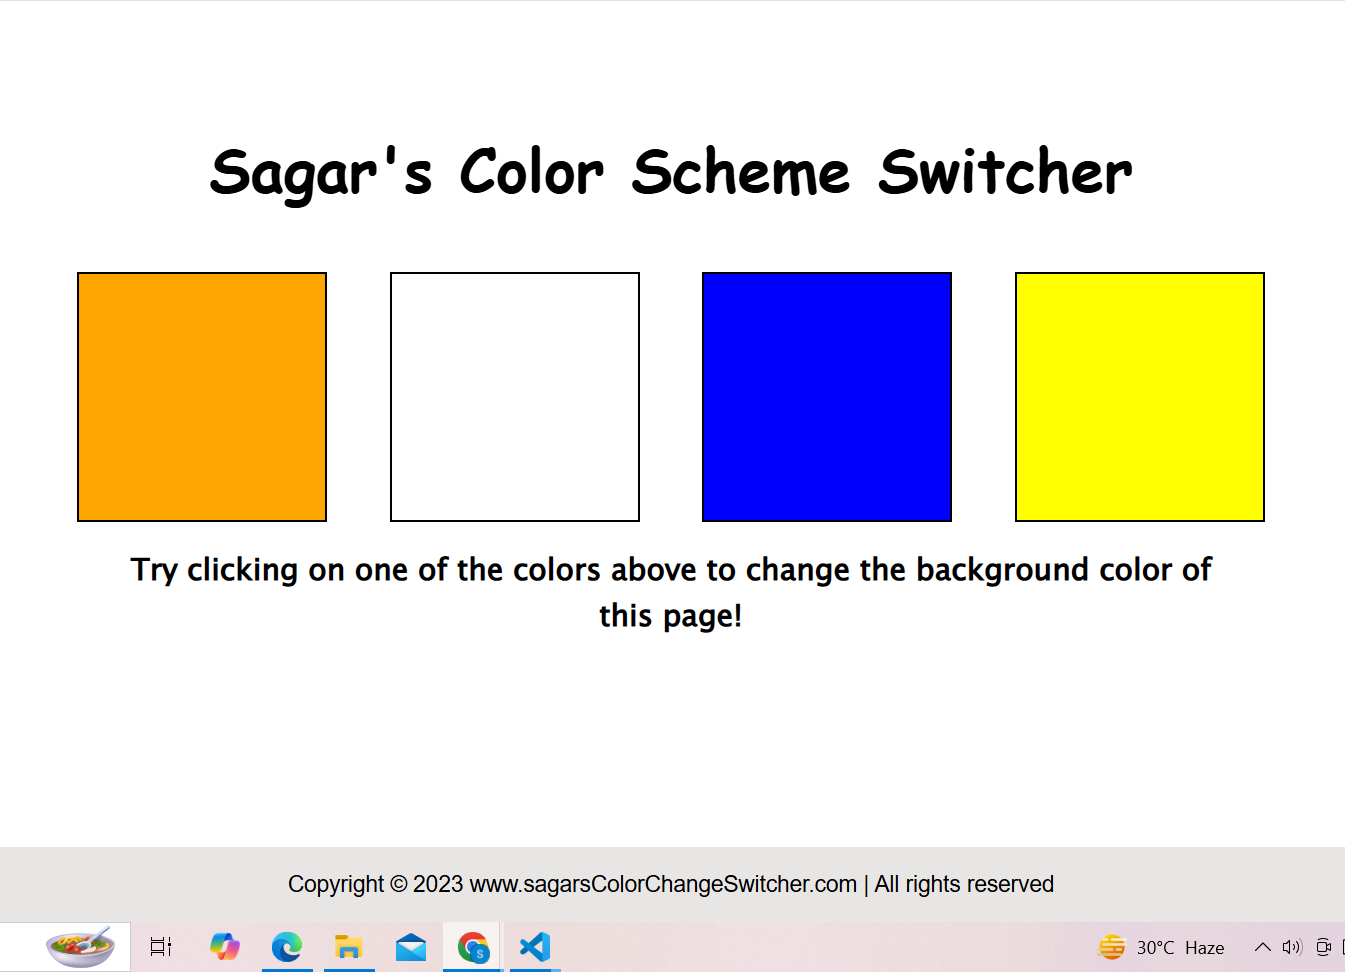 Sagar's Color Scheme Switcher
Try clicking on one of the colors above to change the background color of
this page!
Copyright © 2023 www.sagarsColorChangeSwitcher.com | All rights reserved
S
30°C Haze